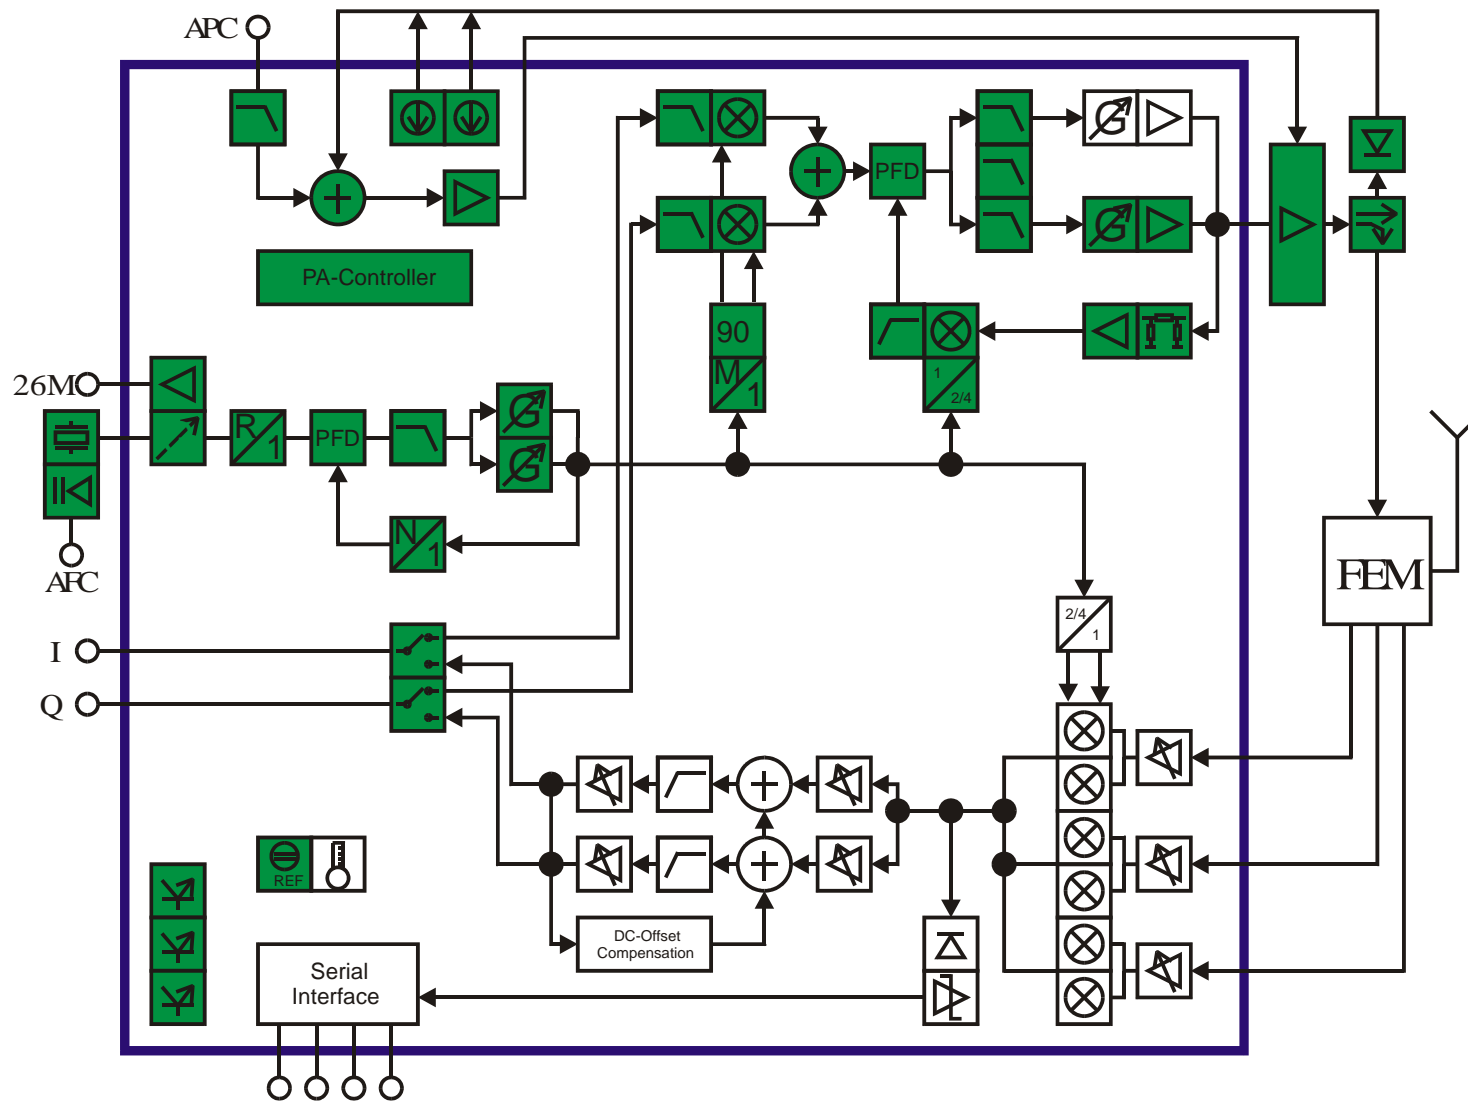 APC
G
PFD
G
PA-Controller
90
26M
M/1
1
2/4
G
R/1
PFD
G
N/1
AFC
FEM
2/4
1
I
Q
REF
DC-Offset
Compensation
Serial
Interface